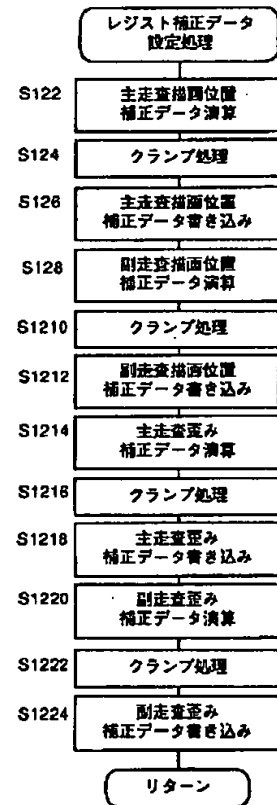 レジスト補正データ
設定処理
S122
主走査描画位置
補正データ演算
S124
クランプ処理
S126
主走査描画位置
補正データ書き込み
S128
副走査描画位置
補正データ演算
S1210
クランプ処理
S1212
副走査描画位置
補正データ書き込み
S1214
主走査歪み
補正データ演算
S1216
クランプ処理
S1218
主走査歪み
補正データ書き込み
S1220
副走査歪み
補正データ演算
S1222
クランプ処理
S1224
副走査歪み
補正データ書き込み
リターン